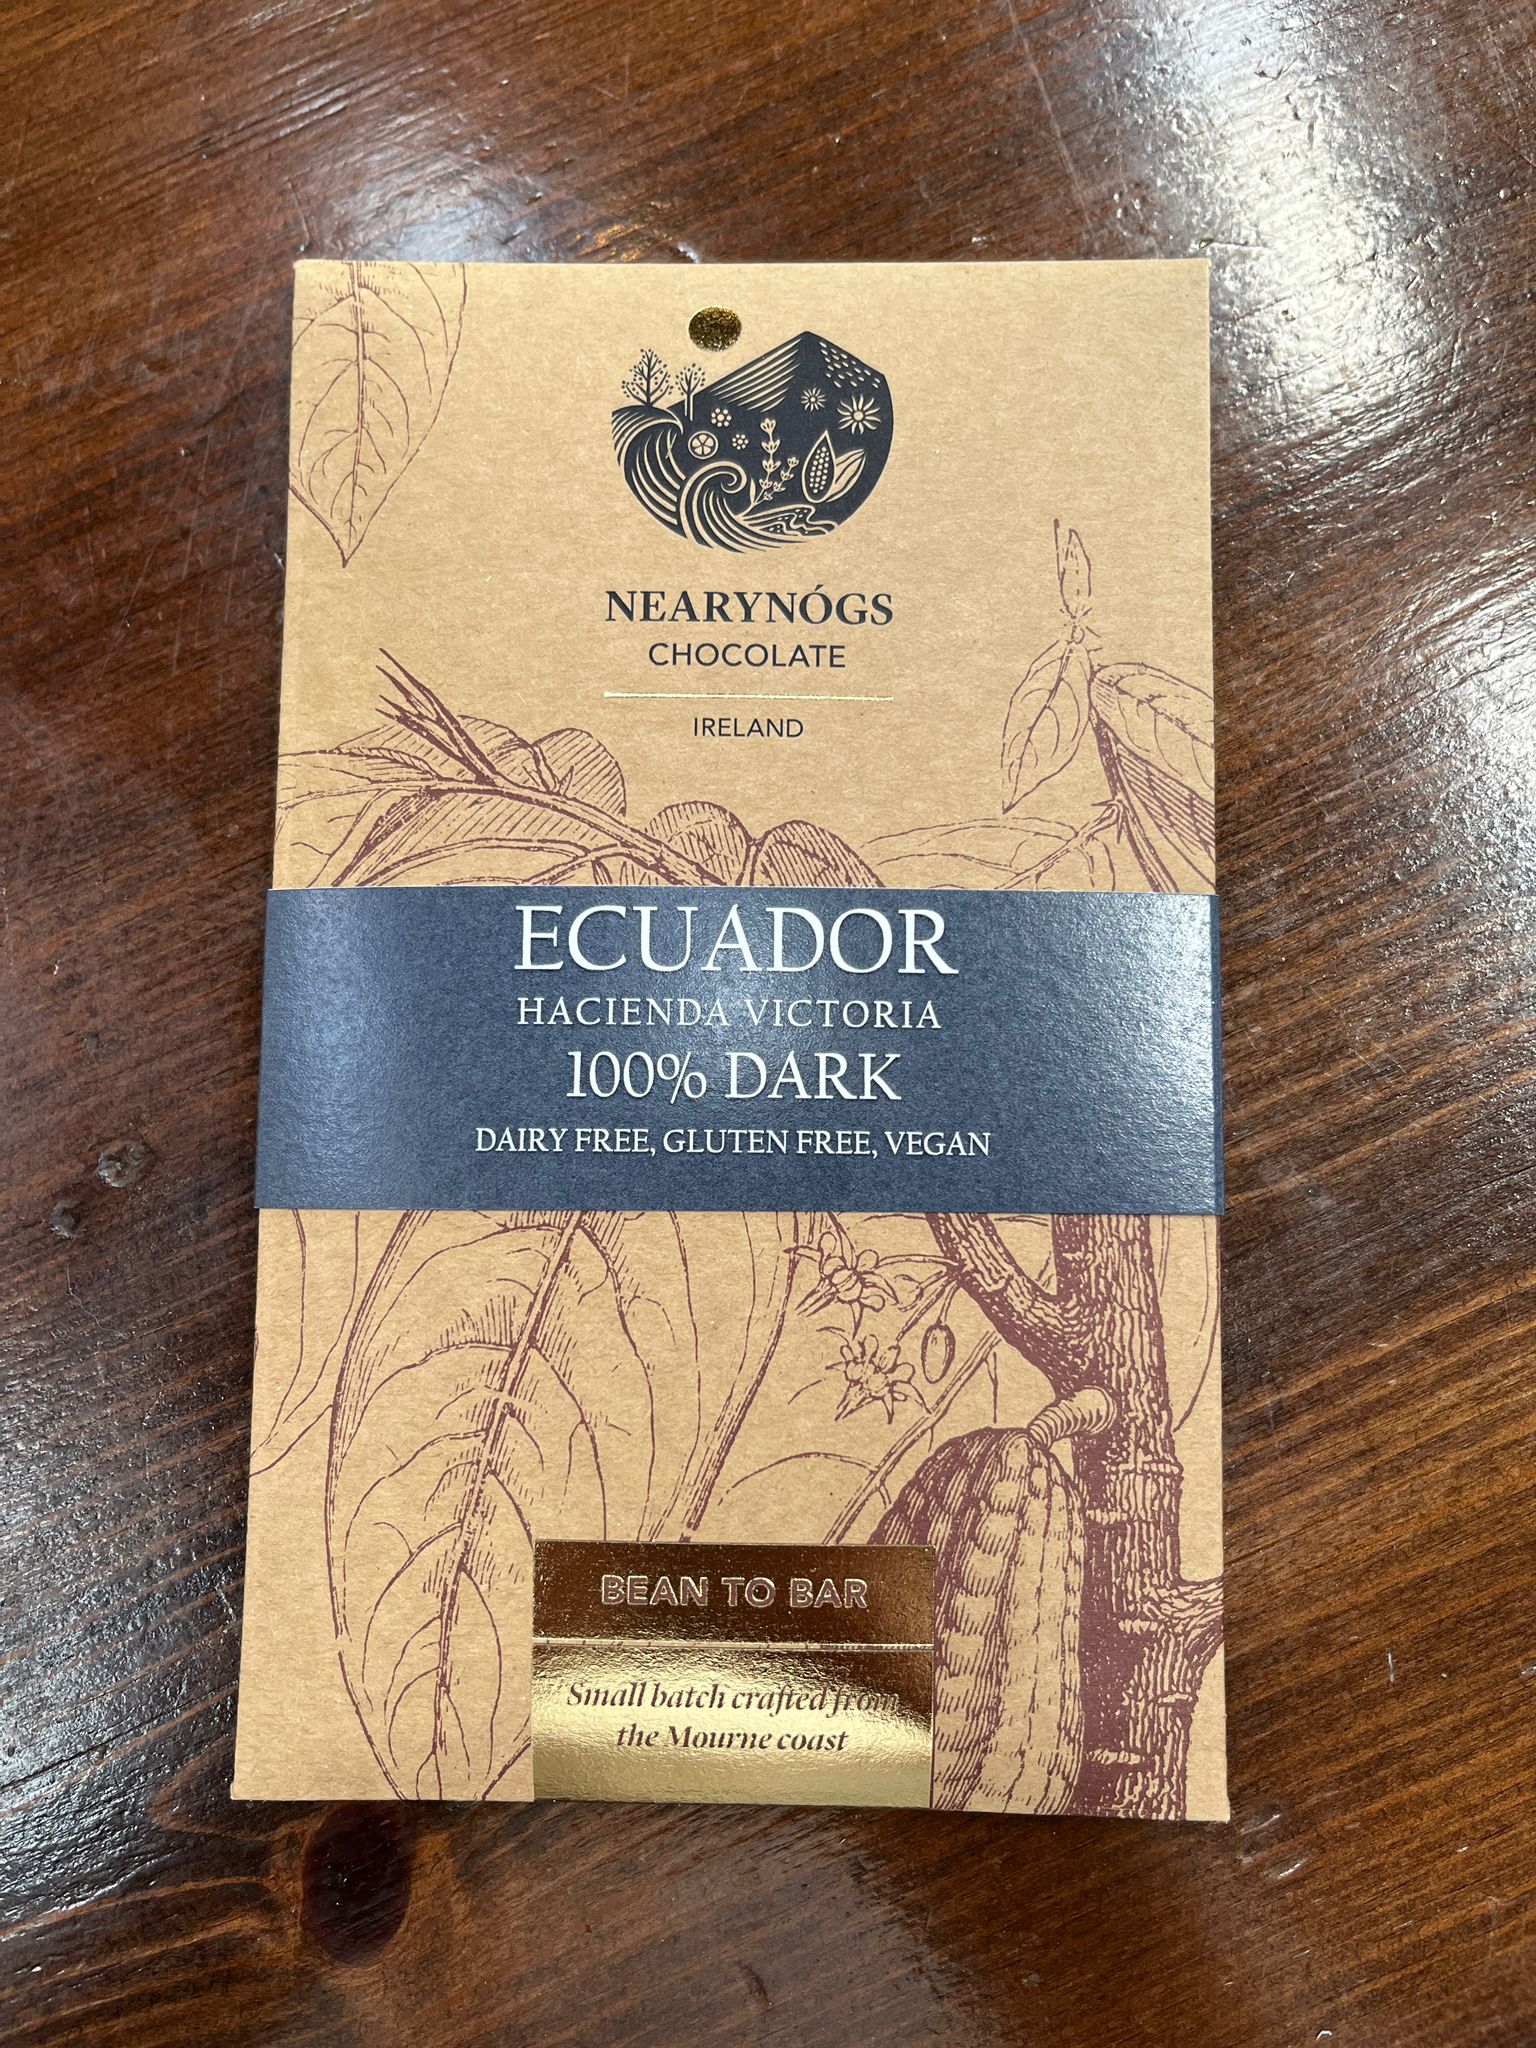 NEARYNÓGS
CHOCOLATE
IRELAND
ECUADOR
HACIENDA VICTORIA
100% DARK
DAIRY FREE, GLUTEN FREE, VEGAN
BEAN TO BAR
Small batch crafted from
the Mourne coast